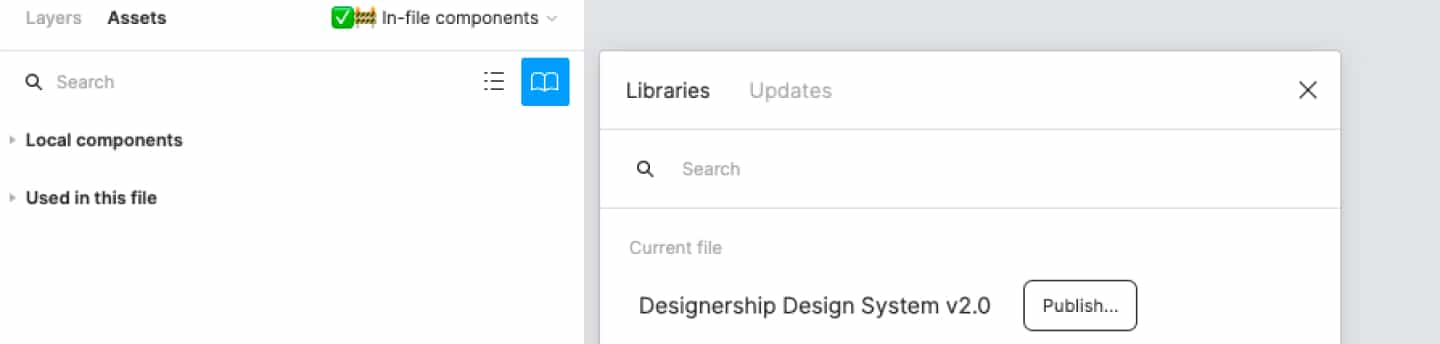 Layers Assets ✅🚧 In-file components
Search
Local components
Used in this file
Libraries Updates
Search
Current file
Designership Design System v2.0 Publish...